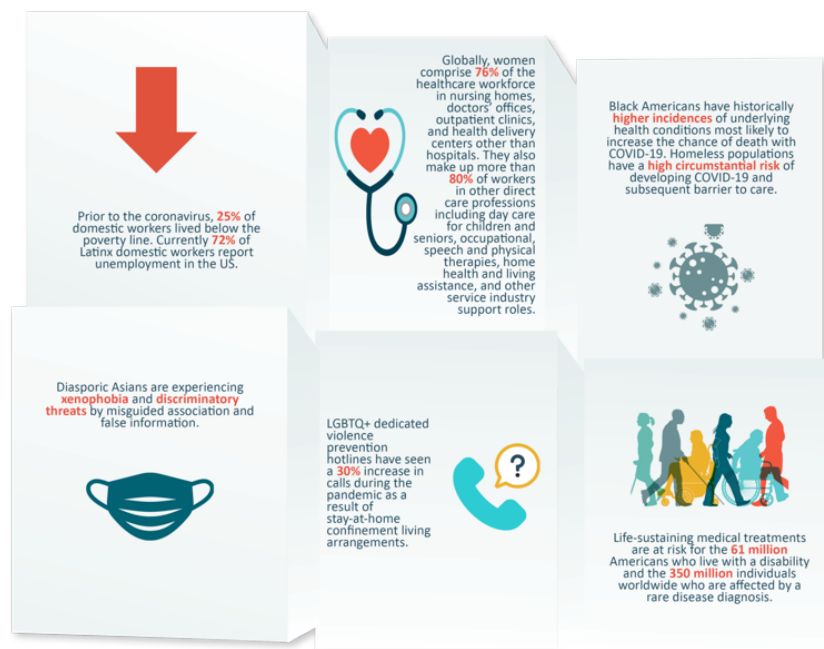 Prior to the coronavirus, 25% of
domestic workers lived below the
poverty line. Currently 72% of
Latinx domestic workers report
unemployment in the US.
Globally, women
comprise 76% of the
healthcare workforce
in nursing homes,
doctors' offices,
outpatient clinics,
and health delivery
centers other than
hospitals. They also
make up more than
80% of workers
in other direct
care professions
including day care
for children and
seniors, occupational,
speech and physical
therapies, home
health and living
assistance, and other
service industry
support roles.
Black Americans have historically
higher incidences of underlying
health conditions most likely to
increase the chance of death with
COVID-19. Homeless populations
have a high circumstantial risk of
developing COVID-19 and
subsequent barrier to care.
Diasporic Asians are experiencing
xenophobia and discriminatory
threats by misguided association and
false information.
LGBTQ+ dedicated
violence
prevention
hotlines have seen
a 30% increase in
calls during the
pandemic as a
result of
stay-at-home
confinement living
arrangements.
?
Life-sustaining medical treatments
are at risk for the 61 million
Americans who live with a disability
and the 350 million individuals
worldwide who are affected by a
rare disease diagnosis.